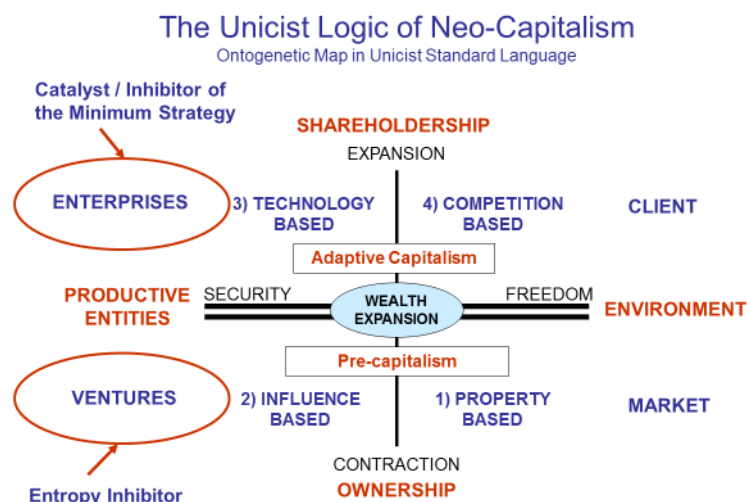 The Unicist Logic of Neo-Capitalism
Ontogenetic Map in Unicist Standard Language
Catalyst / Inhibitor of
the Minimum Strategy
SHAREHOLDERSHIP
EXPANSION
ENTERPRISES
3) TECHNOLOGY
BASED
4) COMPETITION
BASED
CLIENT
Adaptive Capitalism
PRODUCTIVE
ENTITIES
SECURITY
WEALTH
EXPANSION
FREEDOM
ENVIRONMENT
Pre-capitalism
VENTURES
2) INFLUENCE
BASED
1) PROPERTY
BASED
MARKET
CONTRACTION
OWNERSHIP
Entropy Inhibitor